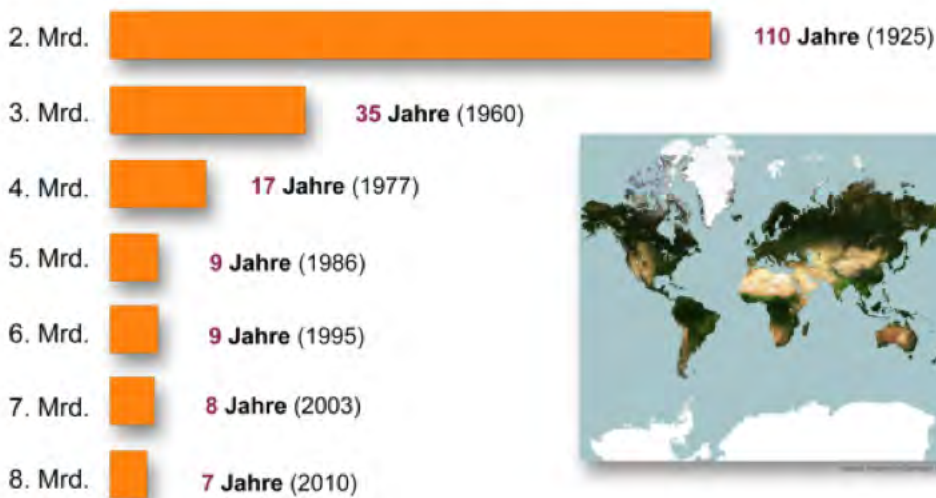 2. Mrd. 110 Jahre (1925)
3. Mrd. 35 Jahre (1960)
4. Mrd. 17 Jahre (1977)
5. Mrd. 9 Jahre (1986)
6. Mrd. 9 Jahre (1995)
7. Mrd. 8 Jahre (2003)
8. Mrd. 7 Jahre (2010)